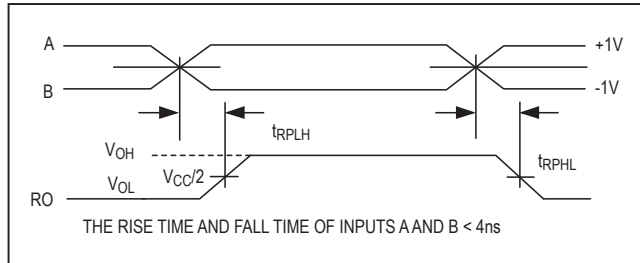 A
+1V
B
-1V
tRPLH
VOH
tRPHL
VCC/2
VOL
RO
THE RISE TIME AND FALL TIME OF INPUTS A AND B < 4ns